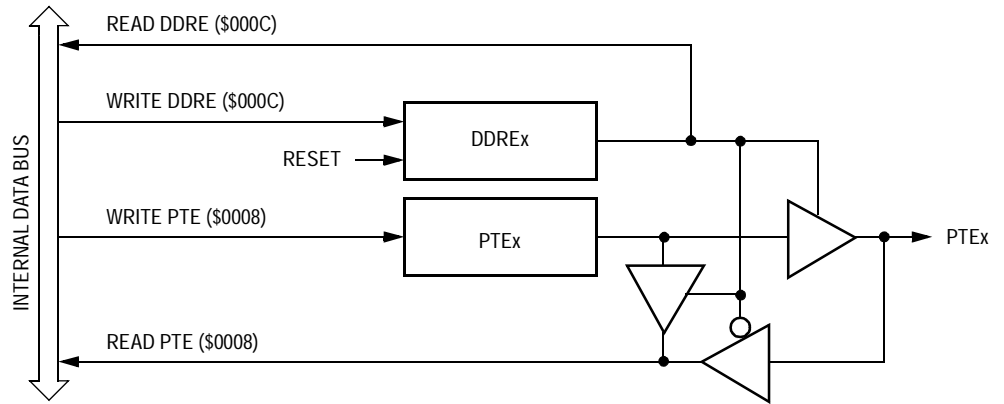 READ DDRE ($000C)
WRITE DDRE ($000C)
DDREx
RESET
WRITE PTE ($0008)
PTEx
PTEx
READ PTE ($0008)
INTERNAL DATA BUS